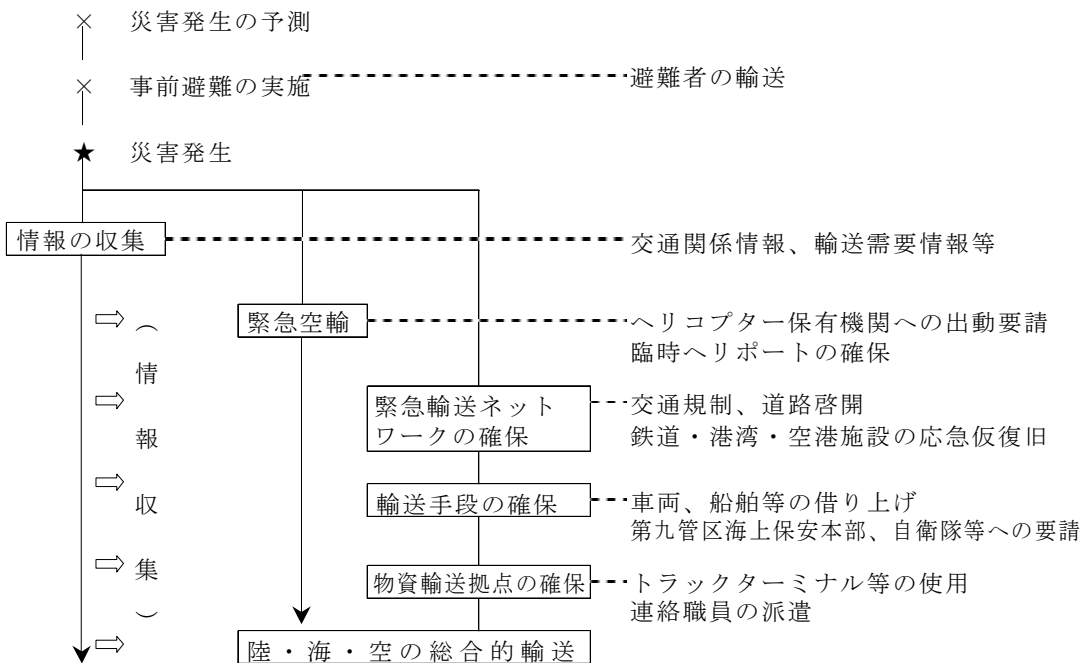 災害発生の予測
事前避難の実施
避難者の輸送
災害発生
情報の収集
交通関係情報、輸送需要情報等
（情報収集）
緊急空輸
ヘリコプター保有機関への出動要請
臨時ヘリポートの確保
緊急輸送ネット
ワークの確保
交通規制、道路啓開
鉄道・港湾・空港施設の応急仮復旧
輸送手段の確保
車両、船舶等の借り上げ
第九管区海上保安本部、自衛隊等への要請
物資輸送拠点の確保
トラックターミナル等の使用
連絡職員の派遣
陸・海・空の総合的輸送